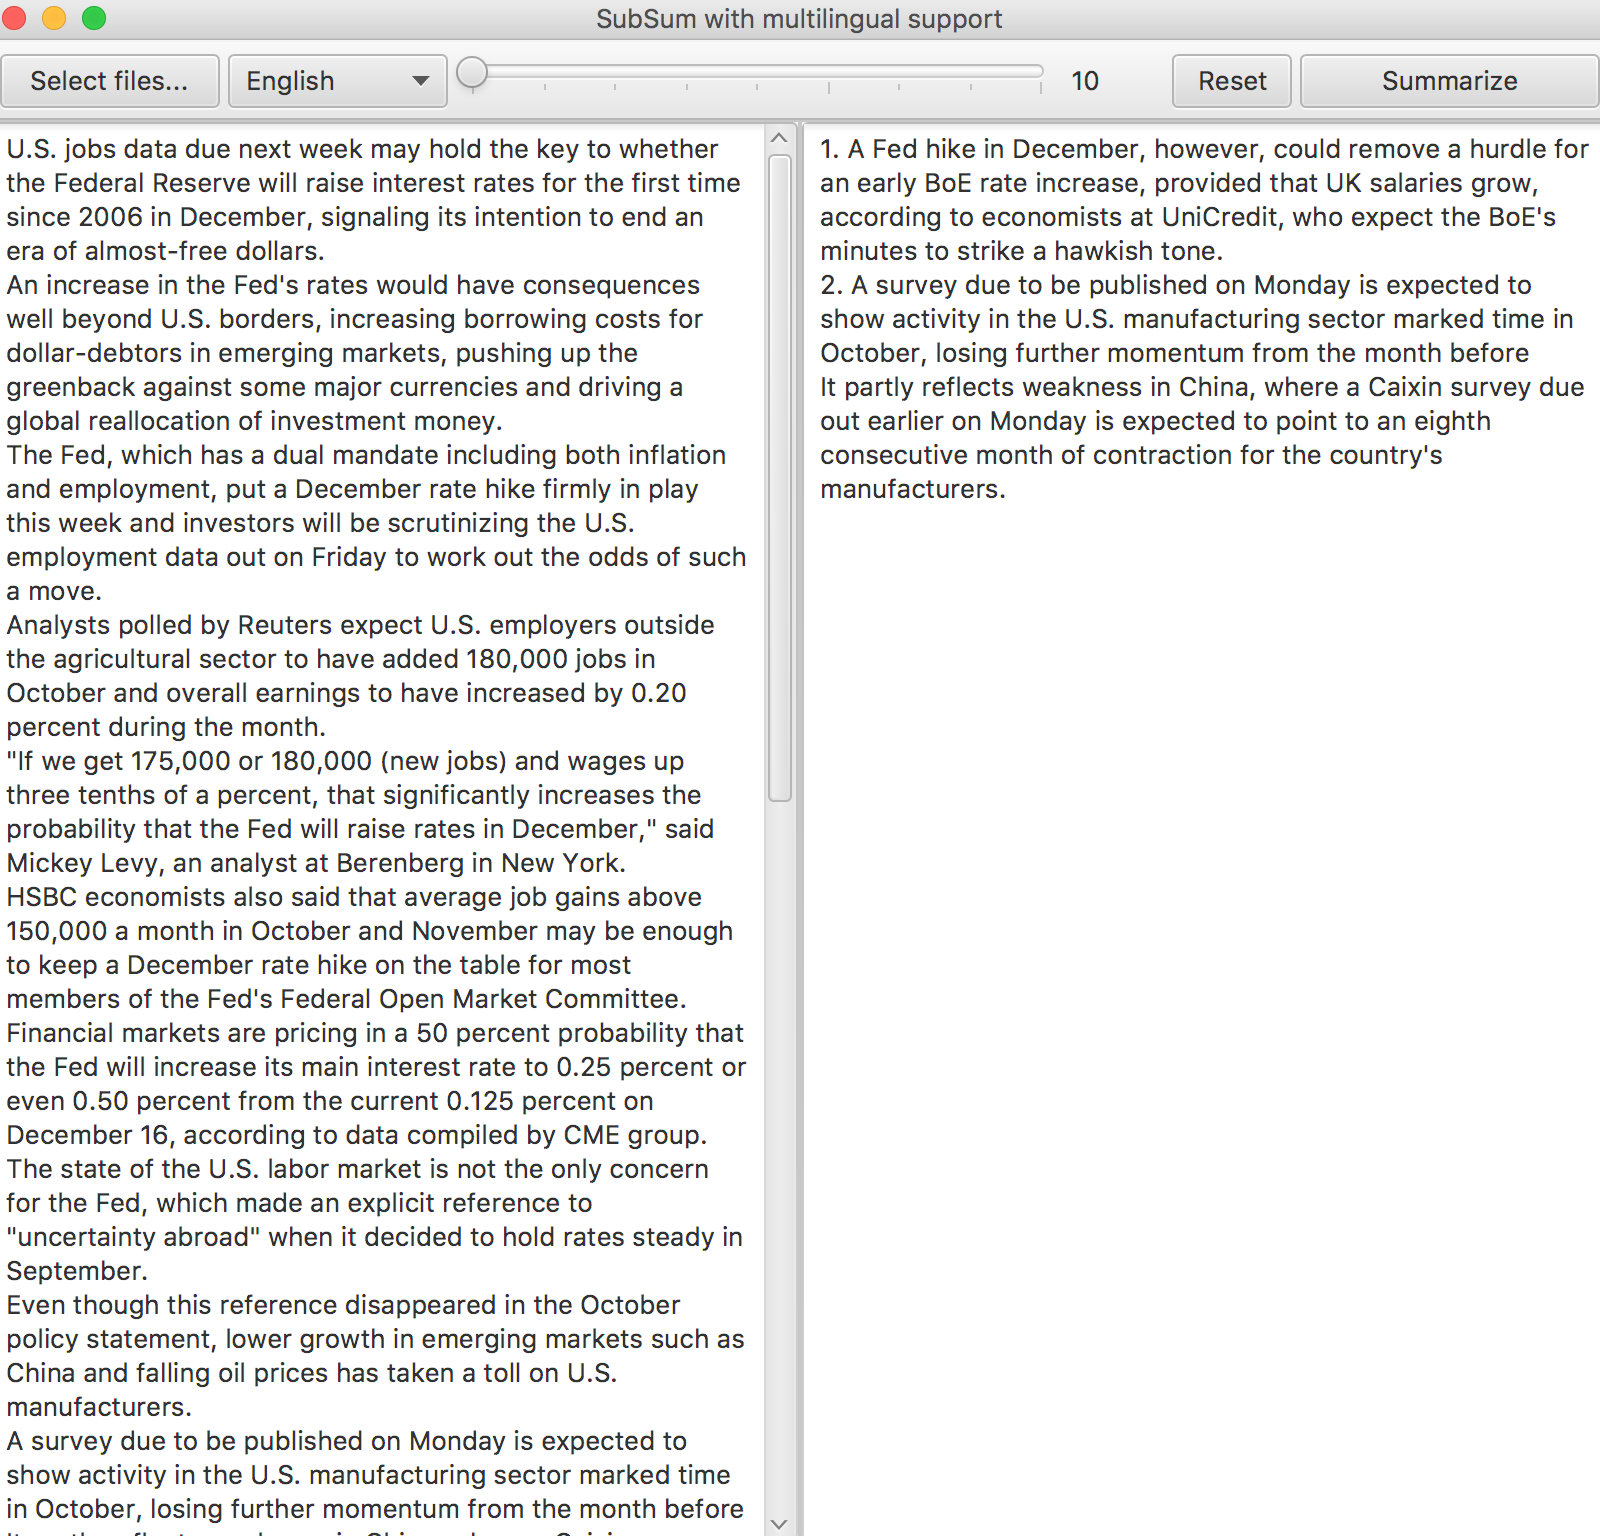 SubSum with multilingual support
Select files...
English
10
Reset
Summarize
U.S. jobs data due next week may hold the key to whether
the Federal Reserve will raise interest rates for the first time
since 2006 in December, signaling its intention to end an
era of almost-free dollars.
An increase in the Fed's rates would have consequences
well beyond U.S. borders, increasing borrowing costs for
dollar-debtors in emerging markets, pushing up the
greenback against some major currencies and driving a
global reallocation of investment money.
The Fed, which has a dual mandate including both inflation
and employment, put a December rate hike firmly in play
this week and investors will be scrutinizing the U.S.
employment data out on Friday to work out the odds of such
a move.
Analysts polled by Reuters expect U.S. employers outside
the agricultural sector to have added 180,000 jobs in
October and overall earnings to have increased by 0.20
percent during the month.
"If we get 175,000 or 180,000 (new jobs) and wages up
three tenths of a percent, that significantly increases the
probability that the Fed will raise rates in December," said
Mickey Levy, an analyst at Berenberg in New York.
HSBC economists also said that average job gains above
150,000 a month in October and November may be enough
to keep a December rate hike on the table for most
members of the Fed's Federal Open Market Committee.
Financial markets are pricing in a 50 percent probability that
the Fed will increase its main interest rate to 0.25 percent or
even 0.50 percent from the current 0.125 percent on
December 16, according to data compiled by CME group.
The state of the U.S. labor market is not the only concern
for the Fed, which made an explicit reference to
"uncertainty abroad" when it decided to hold rates steady in
September.
Even though this reference disappeared in the October
policy statement, lower growth in emerging markets such as
China and falling oil prices has taken a toll on U.S.
manufacturers.
A survey due to be published on Monday is expected to
show activity in the U.S. manufacturing sector marked time
in October, losing further momentum from the month before
1. A Fed hike in December, however, could remove a hurdle for
an early BoE rate increase, provided that UK salaries grow,
according to economists at UniCredit, who expect the BoE's
minutes to strike a hawkish tone.
2. A survey due to be published on Monday is expected to
show activity in the U.S. manufacturing sector marked time in
October, losing further momentum from the month before
It partly reflects weakness in China, where a Caixin survey due
out earlier on Monday is expected to point to an eighth
consecutive month of contraction for the country's
manufacturers.